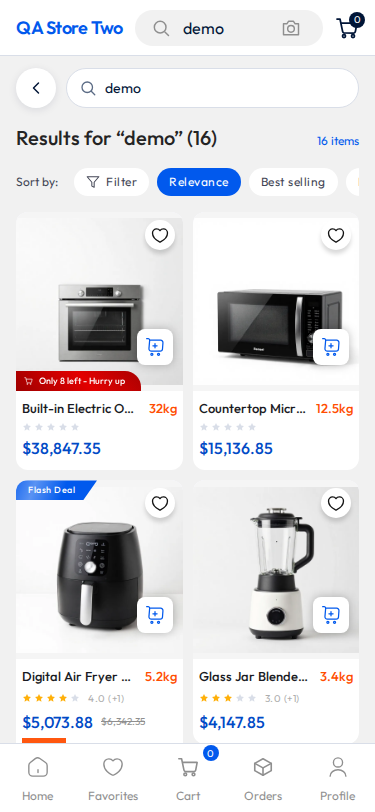 QA Store Two
demo
0
demo
Results for “demo” (16)
16 items
Sort by:
Filter
Relevance
Best selling
Only 8 left - Hurry up
Built-in Electric O... 32kg
$38,847.35
Countertop Micr... 12.5kg
$15,136.85
Flash Deal
Digital Air Fryer ... 5.2kg
4.0 (+1)
$5,073.88 $6,342.35
Glass Jar Blende... 3.4kg
3.0 (+1)
$4,147.85
0
Home
Favorites
Cart
Orders
Profile